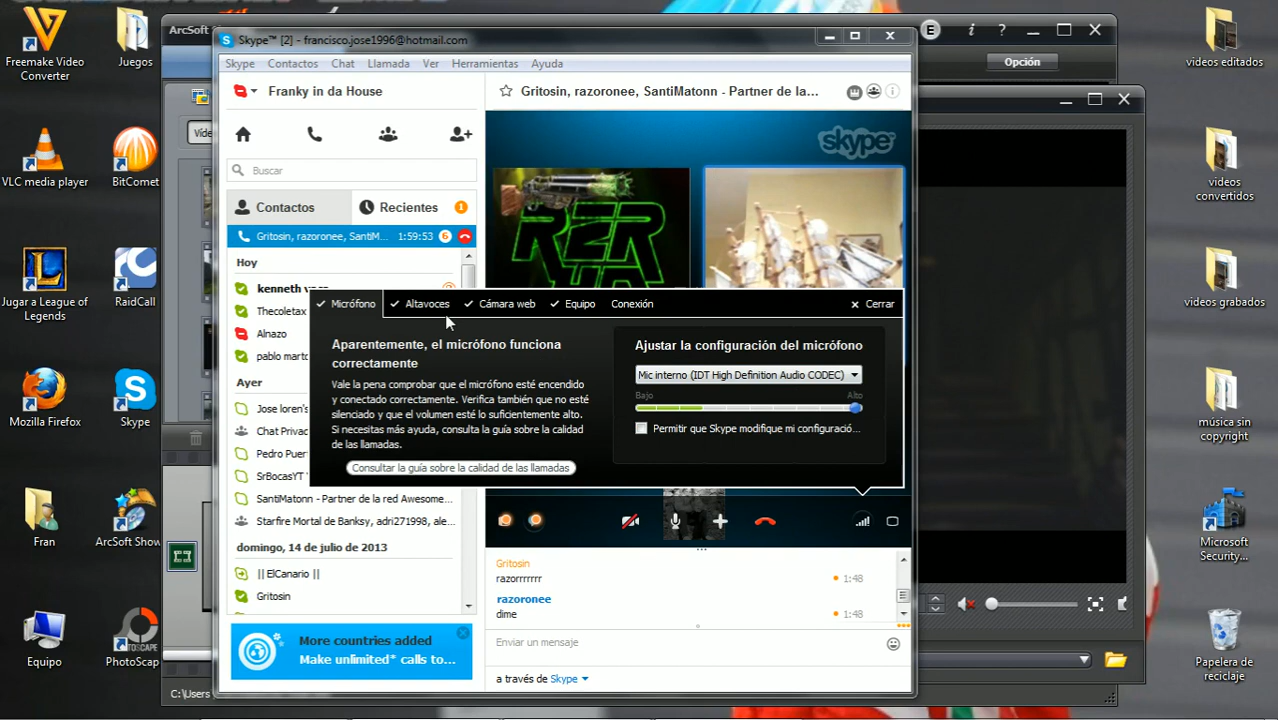 Freemake Video
Converter
Juegos
VLC media player
BitComet
Jugar a League of
Legends
RaidCall
Mozilla Firefox
Skype
Fran
ArcSoft Show
Equipo
PhotoScap
ArcSoft
Opción
Skype™ [2] - francisco.jose1996@hotmail.com
Skype Contactos Chat Llamada Ver Herramientas Ayuda
Franky in da House
Buscar
Contactos
Recientes 1
Gritosin, razoronee, SantiM... 1:59:53 6
Hoy
kenneth
Thecoletax
Alnazo
pablo marto
Ayer
Jose loren's
Chat Privac
Pedro Puer
SrBocasYT
SantiMatonn - Partner de la red Awesome...
Starfire Mortal de Banksy, adri271998, ale...
domingo, 14 de julio de 2013
|| ElCanario ||
Gritosin
More countries added
Make unlimited* calls to...
Gritosin, razoronee, SantiMatonn - Partner de la...
skype
RZR
Micrófono
Altavoces
Cámara web
Equipo
Conexión
Cerrar
Aparentemente, el micrófono funciona
correctamente
Vale la pena comprobar que el micrófono esté encendido
y conectado correctamente. Verifica también que no esté
silenciado y que el volumen esté lo suficientemente alto.
Si necesitas más ayuda, consulta la guía sobre la calidad
de las llamadas.
Consultar la guía sobre la calidad de las llamadas
Ajustar la configuración del micrófono
Mic interno (IDT High Definition Audio CODEC)
Bajo Alto
Permitir que Skype modifique mi configuració...
Gritosin
razorrrrrrr 1:48
razoronee
dime 1:48
Enviar un mensaje
a través de Skype
C:\Users
videos editados
videos
convertidos
videos grabados
música sin
copyright
Microsoft
Security...
Papelera de
reciclaje